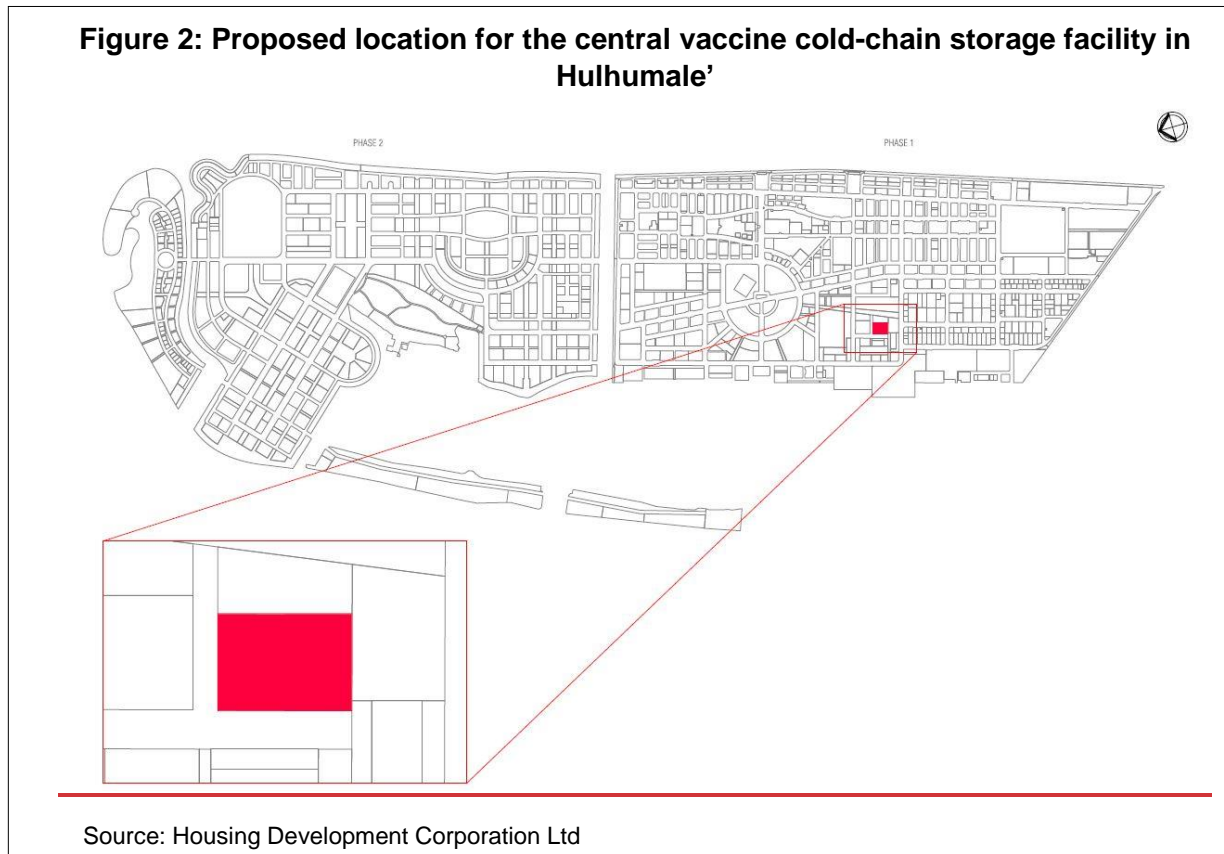 Figure 2: Proposed location for the central vaccine cold-chain storage facility in
Hulhumale’
PHASE 2
PHASE 1
Source: Housing Development Corporation Ltd